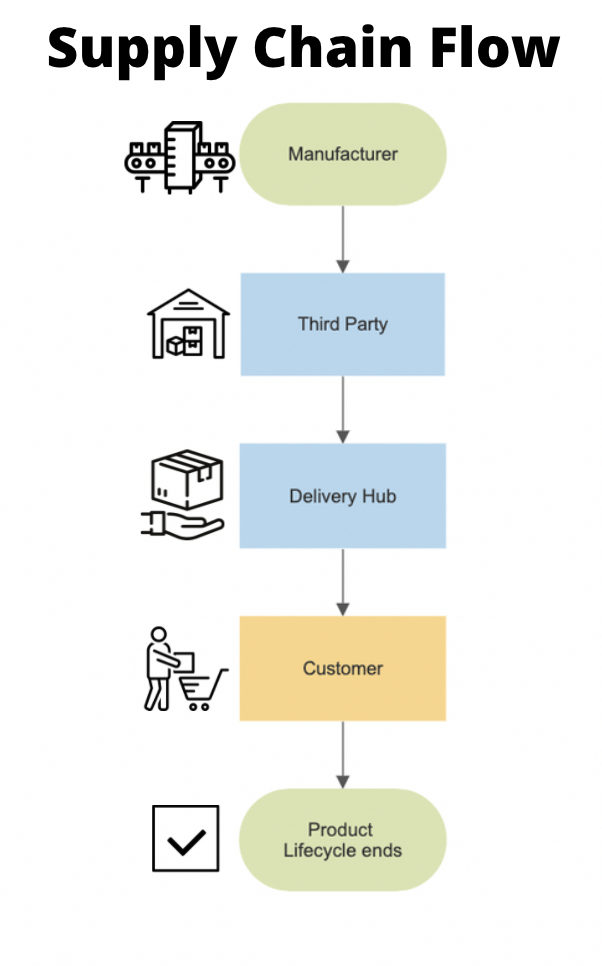 Supply Chain Flow
Manufacturer
Third Party
Delivery Hub
Customer
Product
Lifecycle ends